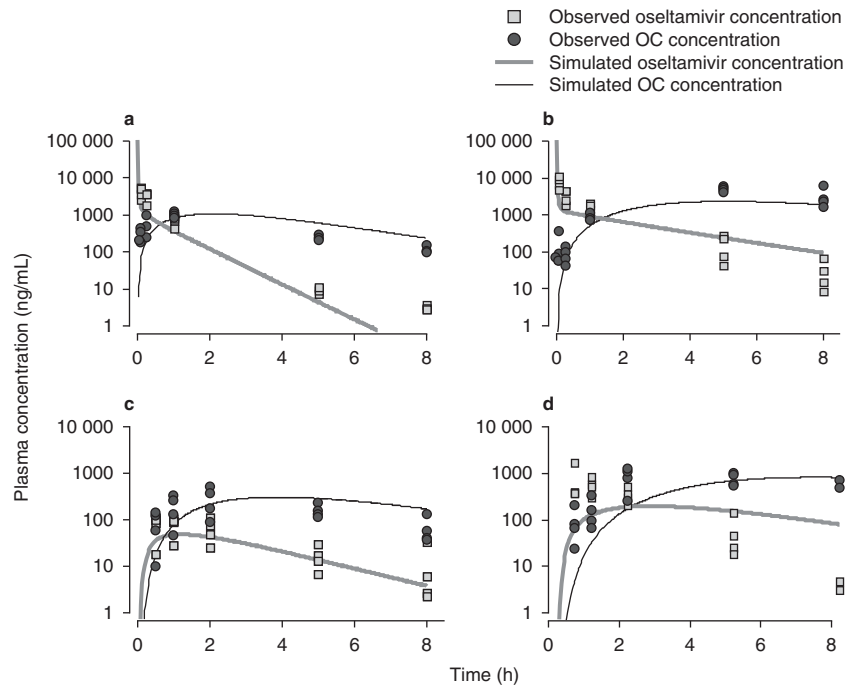 Observed oseltamivir concentration
Observed OC concentration
Simulated oseltamivir concentration
Simulated OC concentration
Plasma concentration (ng/mL)
a
100 000
10 000
1000
100
10
1
0 2 4 6 8
b
100 000
10 000
1000
100
10
1
0 2 4 6 8
c
10 000
1000
100
10
1
0 2 4 6 8
d
10 000
1000
100
10
1
0 2 4 6 8
Time (h)